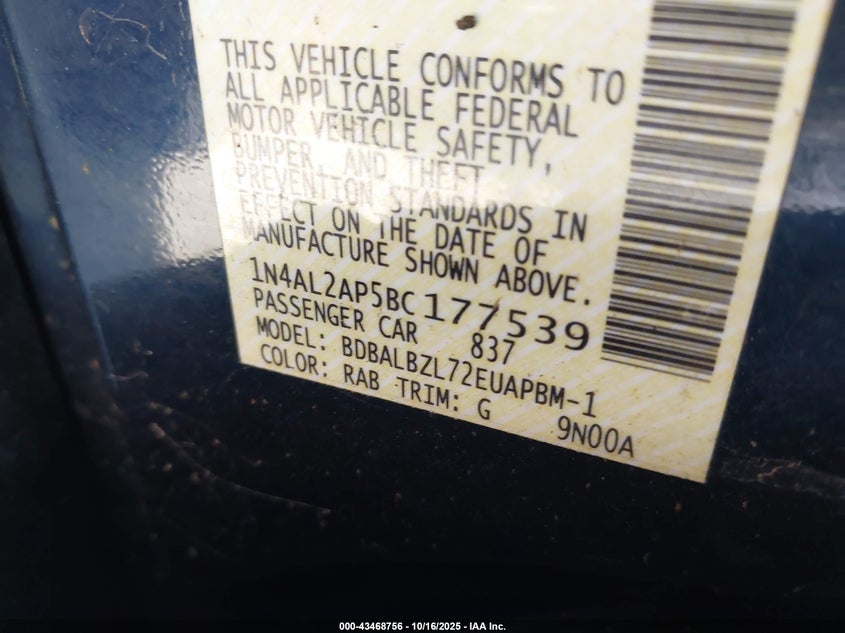 THIS VEHICLE CONFORMS TO
ALL APPLICABLE FEDERAL
MOTOR VEHICLE SAFETY,
BUMPER, AND THEFT
PREVENTION STANDARDS IN
EFFECT ON THE DATE OF
MANUFACTURE SHOWN ABOVE.
1N4AL2AP5BC177539
PASSENGER CAR 837
MODEL: BDBALBZL72EUAPBM-1
COLOR: RAB TRIM: G 9N00A
000-43468756 - 10/16/2025 - IAA Inc.